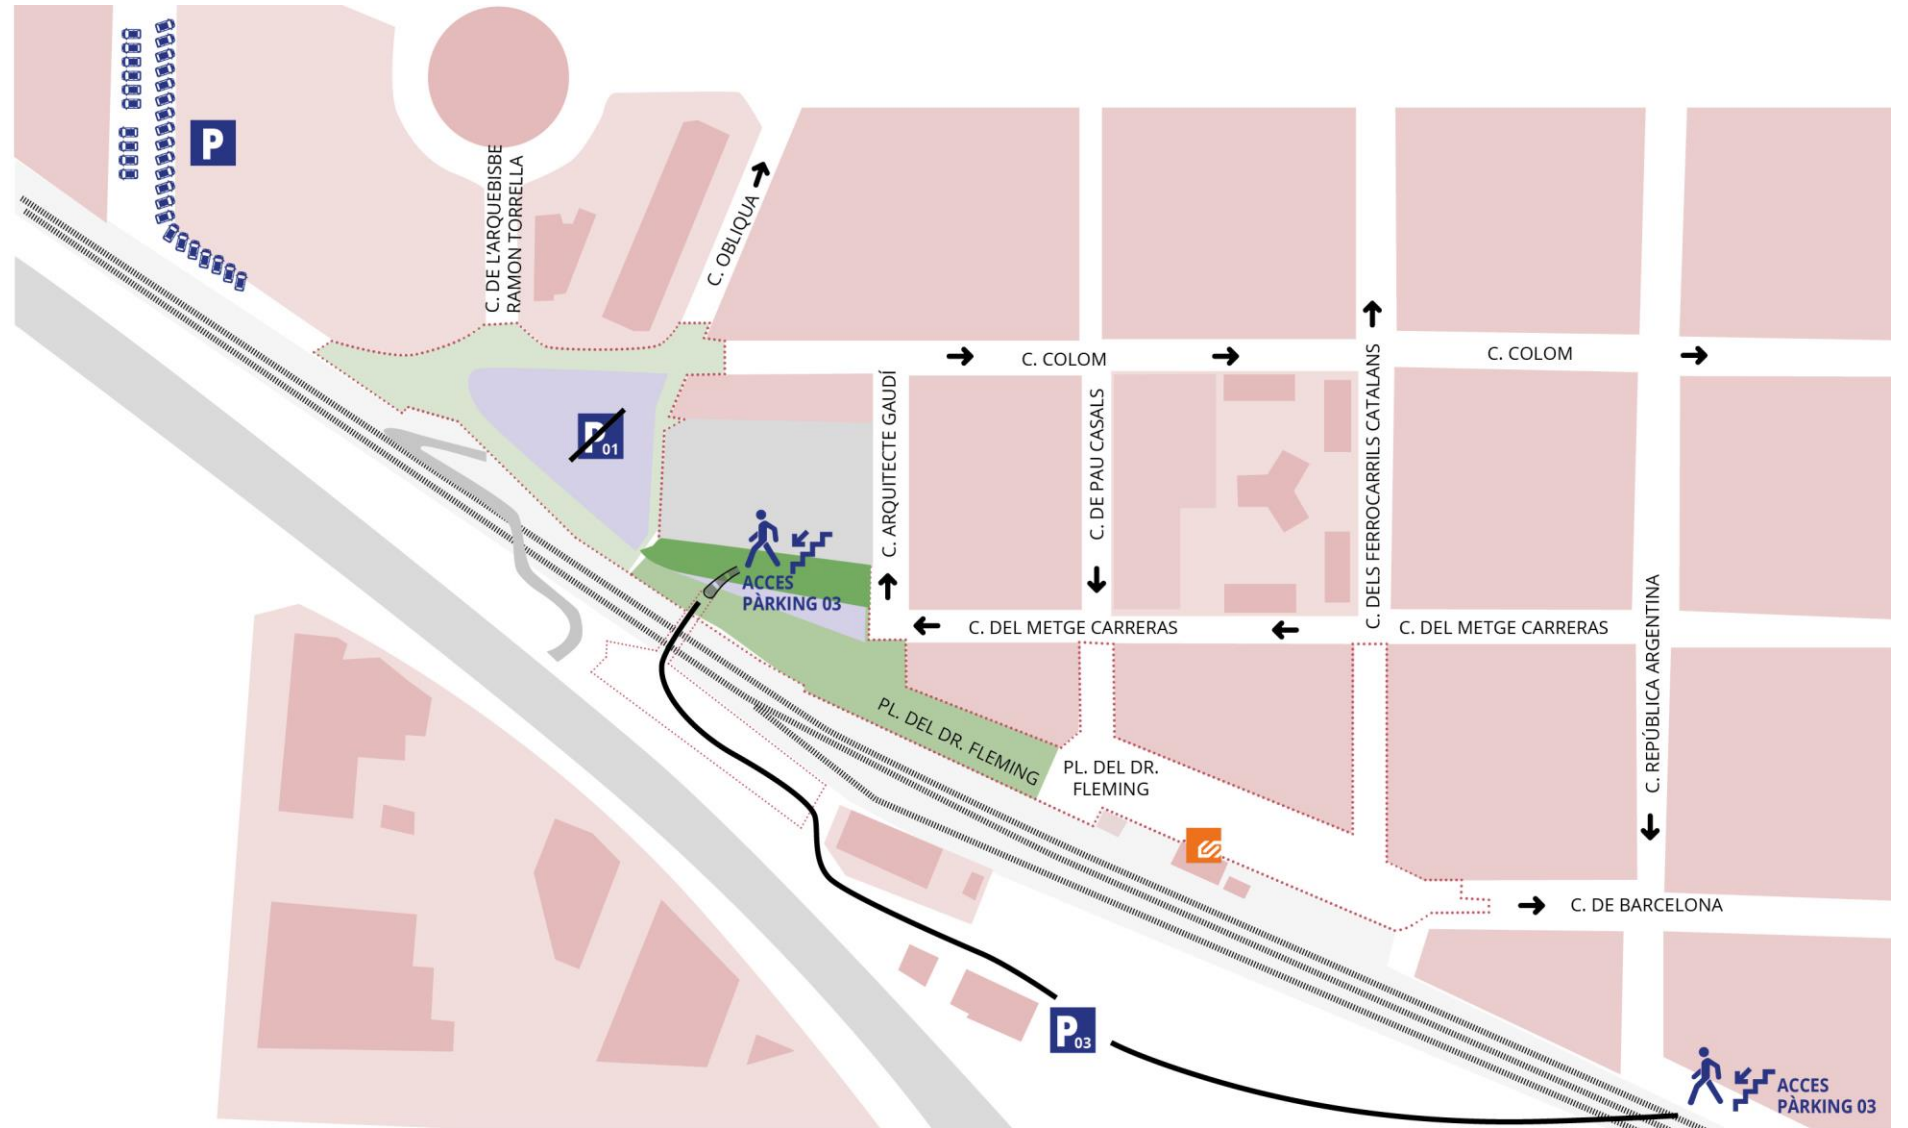 P
C. DE L'ARQUEBISBE
RAMON TORRELLA
C. OBLIQUA
C. COLOM
C. COLOM
P01
C. ARQUITECTE GAUDÍ
C. DE PAU CASALS
C. DELS FERROCARRILS CATALANS
ACCES
PÀRKING 03
C. DEL METGE CARRERAS
C. DEL METGE CARRERAS
C. REPÚBLICA ARGENTINA
PL. DEL DR. FLEMING
PL. DEL DR.
FLEMING
C. DE BARCELONA
P03
ACCES
PÀRKING 03